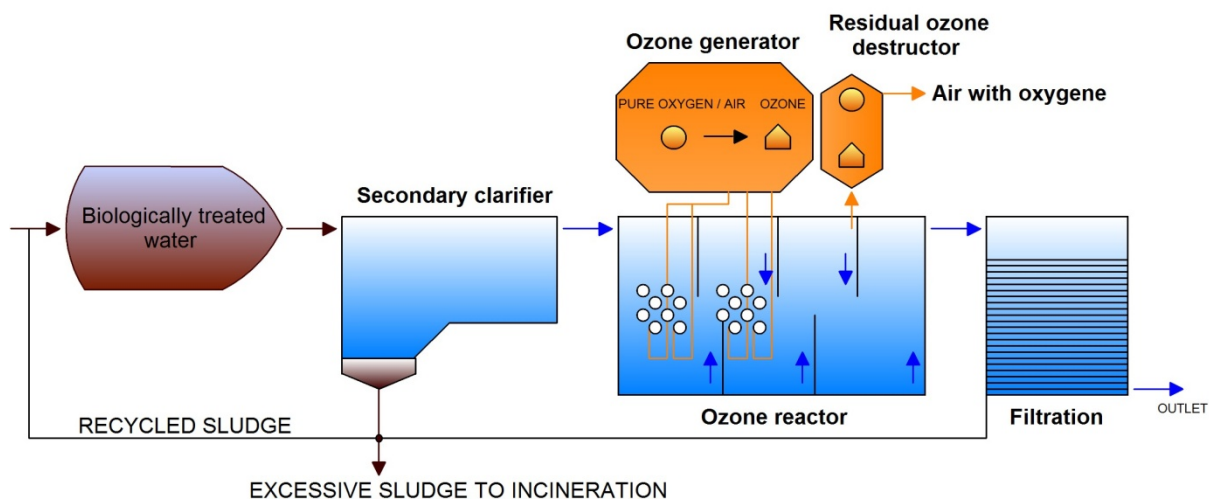 Ozone generator
Residual ozone
destructor
PURE OXYGEN / AIR
OZONE
Air with oxygene
Biologically treated
water
Secondary clarifier
Ozone reactor
Filtration
OUTLET
RECYCLED SLUDGE
EXCESSIVE SLUDGE TO INCINERATION